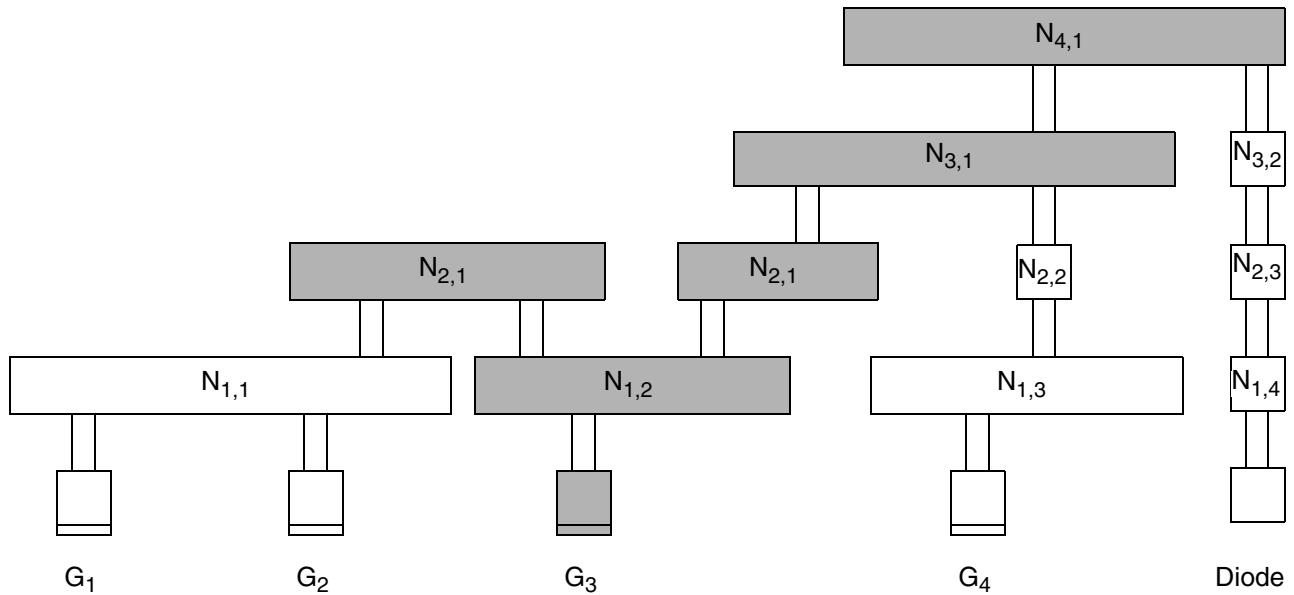 N4,1
N3,1 N3,2
N2,1 N2,1 N2,2 N2,3
N1,1 N1,2 N1,3 N1,4
G1 G2 G3 G4 Diode